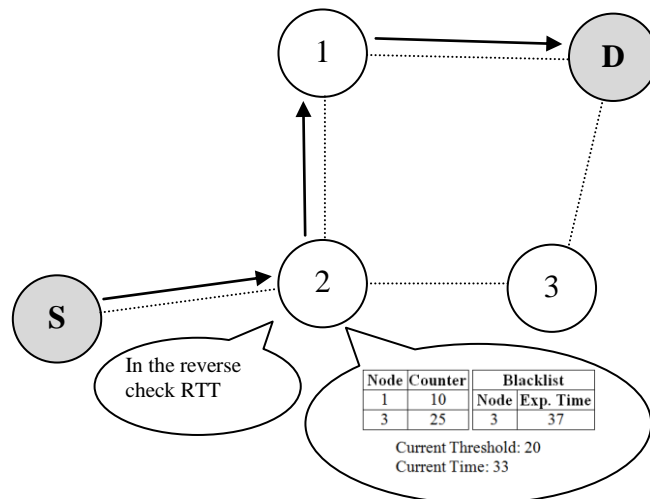 1
D
2
3
S
In the reverse
check RTT
Node Counter Blacklist
1 10 Node Exp. Time
3 25 3 37
Current Threshold: 20
Current Time: 33